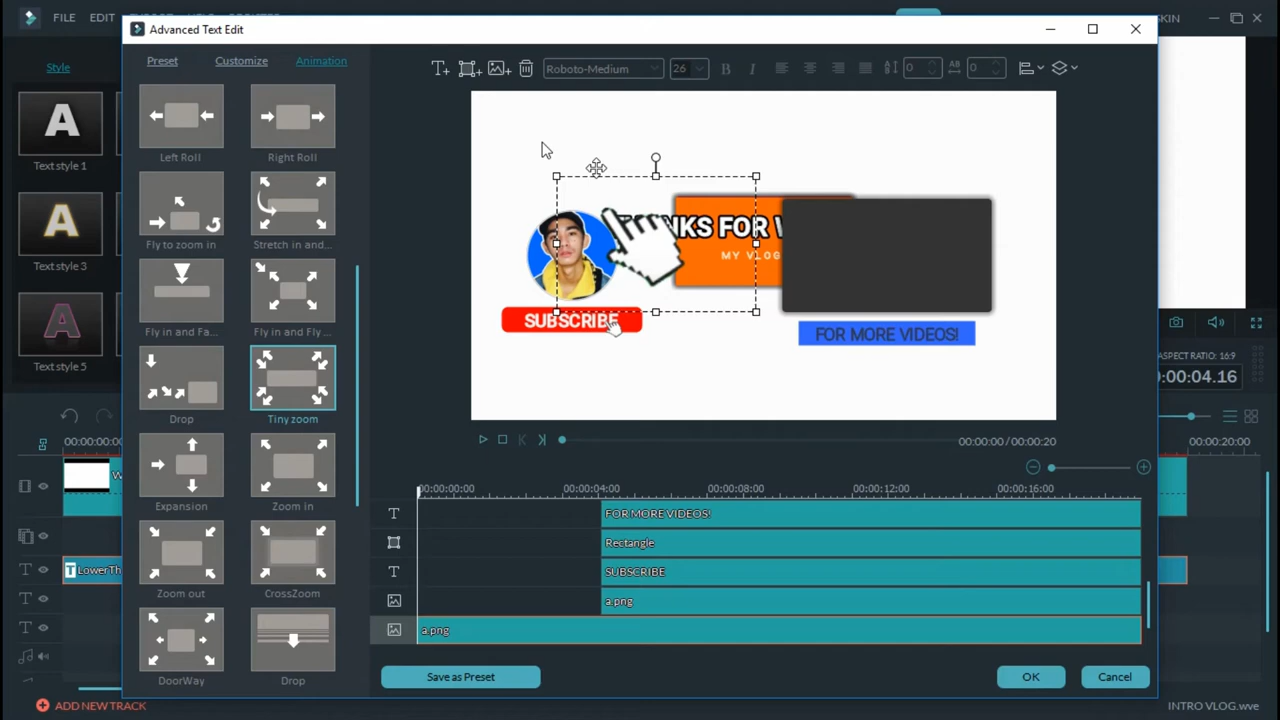 FILE EDIT
SKIN
Advanced Text Edit
Style
Preset Customize Animation
Roboto-Medium 26 B I 0 0
A
Text style 1
A
Text style 3
A
Text style 5
Left Roll Right Roll
Fly to zoom in Stretch in and...
Fly in and Fa... Fly in and Fly ...
Drop Tiny zoom
Expansion Zoom in
Zoom out CrossZoom
DoorWay Drop
NKS FOR
MY VLOG
SUBSCRIBE
FOR MORE VIDEOS!
ASPECT RATIO: 16:9
00:00:04.16
00:00:00 / 00:00:20
00:00:00:00 00:00:04:00 00:00:08:00 00:00:12:00 00:00:16:00
00:00:00:0
00:00:20:00
FOR MORE VIDEOS!
Rectangle
SUBSCRIBE
a.png
a.png
T LowerTh
Save as Preset OK Cancel
ADD NEW TRACK
INTRO VLOG.wve